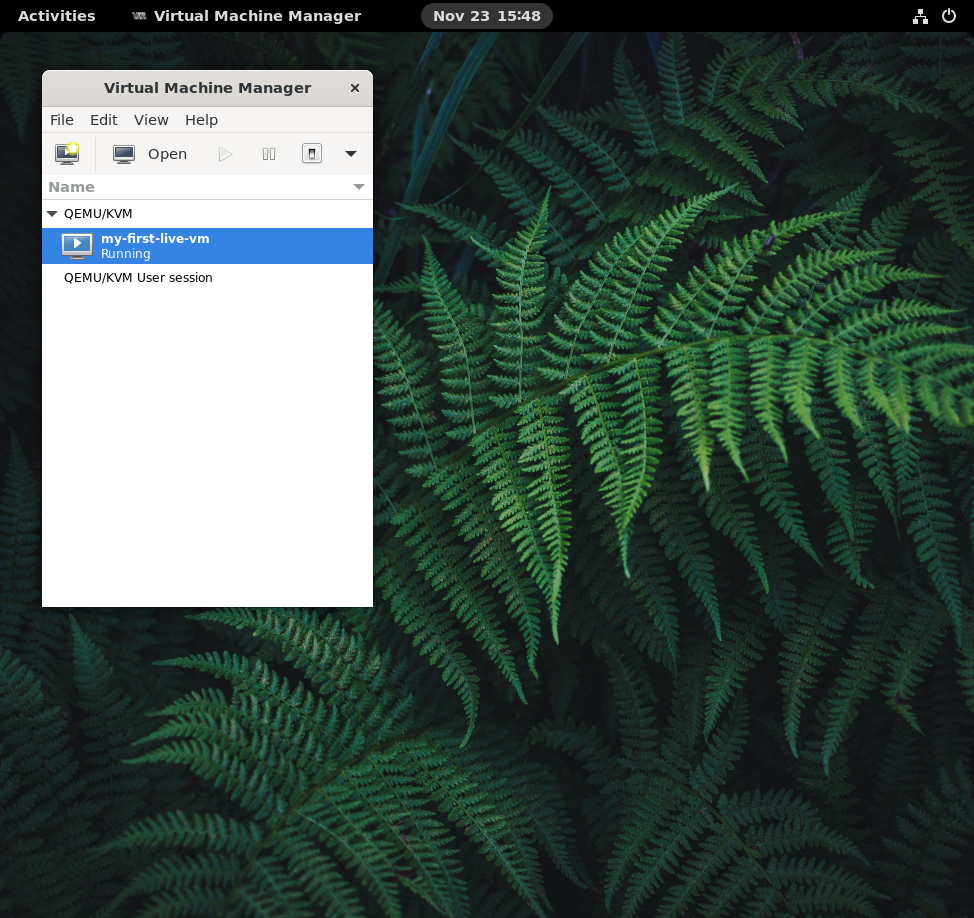 Activities Virtual Machine Manager Nov 23 15:48
Virtual Machine Manager
File Edit View Help
Open
Name
QEMU/KVM
my-first-live-vm
Running
QEMU/KVM User session